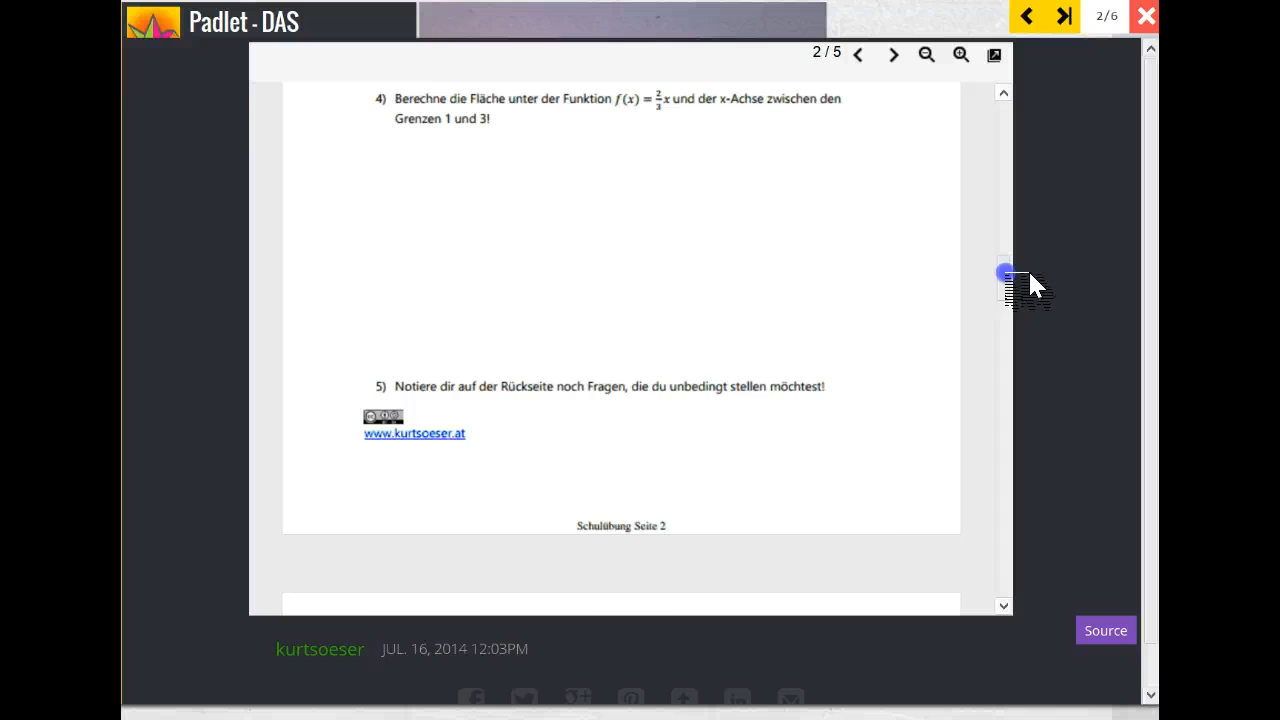 Padlet - DAS
2/6
2 / 5
4) Berechne die Fläche unter der Funktion f(x) = 2/3 x und der x-Achse zwischen den
Grenzen 1 und 3!
5) Notiere dir auf der Rückseite noch Fragen, die du unbedingt stellen möchtest!
www.kurtsoeser.at
Schulübung Seite 2
Source
kurtsoeser JUL. 16, 2014 12:03PM